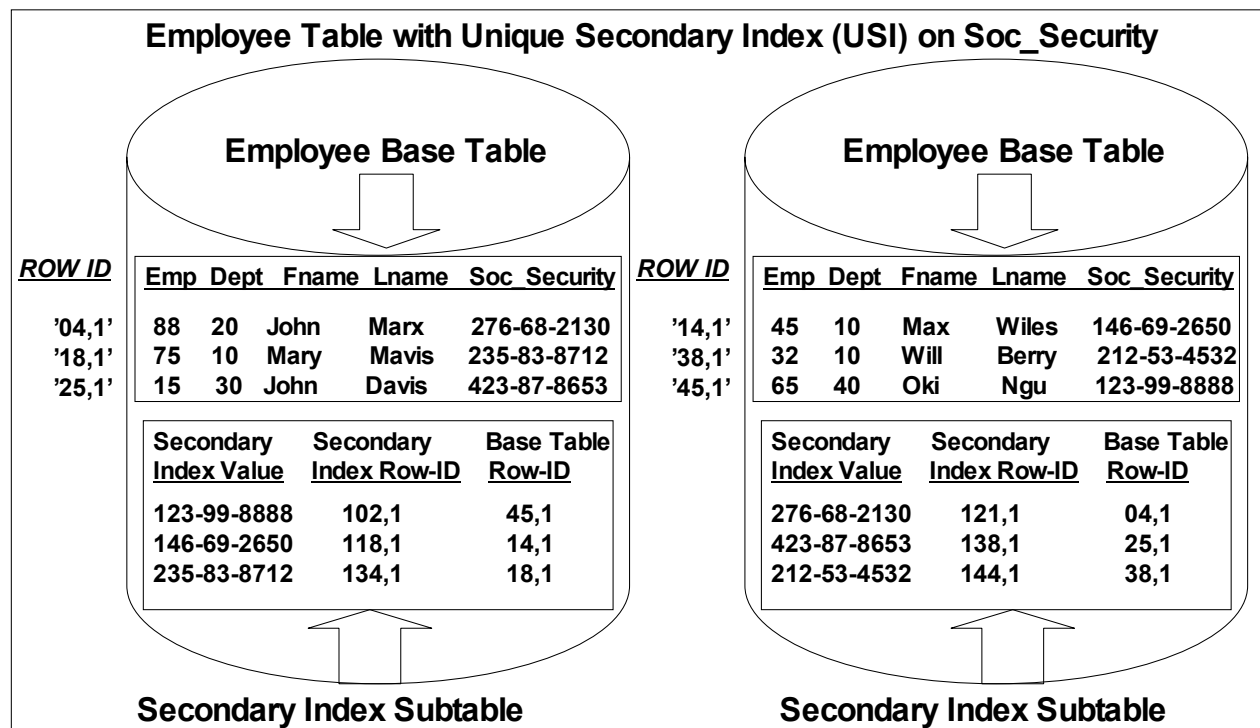 Employee Table with Unique Secondary Index (USI) on Soc_Security
Employee Base Table
ROW ID
Emp Dept Fname Lname Soc_Security
'04,1' 88 20 John Marx 276-68-2130
'18,1' 75 10 Mary Mavis 235-83-8712
'25,1' 15 30 John Davis 423-87-8653
Secondary Secondary Base Table
Index Value Index Row-ID Row-ID
123-99-8888 102,1 45,1
146-69-2650 118,1 14,1
235-83-8712 134,1 18,1
Secondary Index Subtable
Employee Base Table
ROW ID
Emp Dept Fname Lname Soc_Security
'14,1' 45 10 Max Wiles 146-69-2650
'38,1' 32 10 Will Berry 212-53-4532
'45,1' 65 40 Oki Ngu 123-99-8888
Secondary Secondary Base Table
Index Value Index Row-ID Row-ID
276-68-2130 121,1 04,1
423-87-8653 138,1 25,1
212-53-4532 144,1 38,1
Secondary Index Subtable